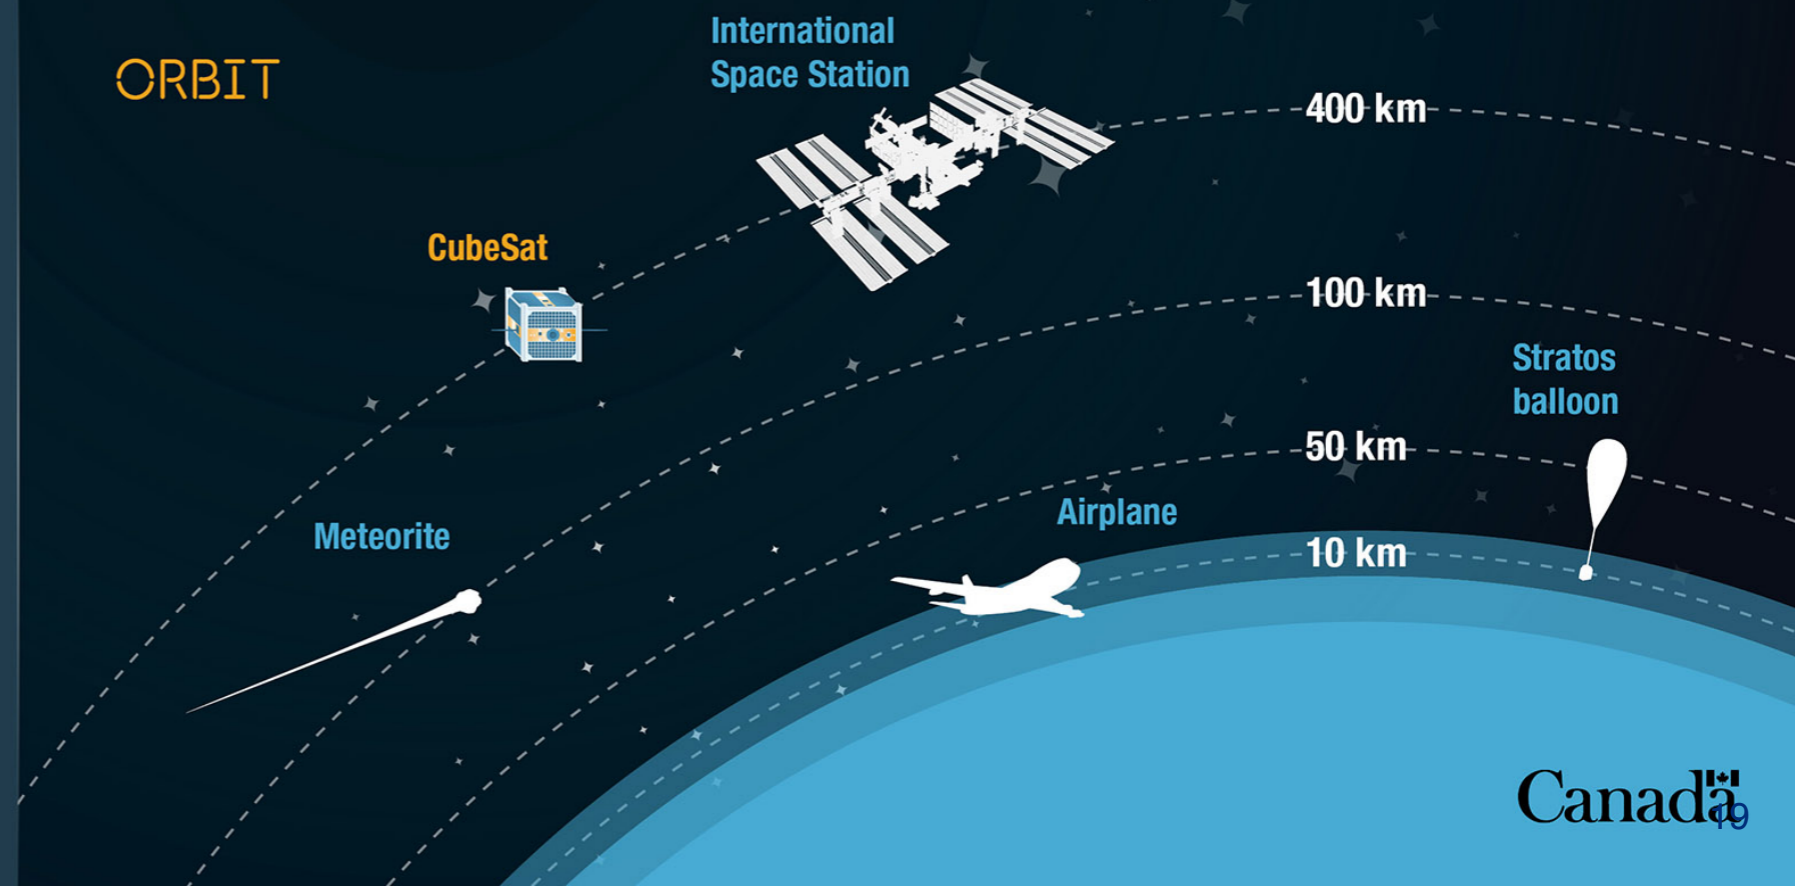 ORBIT
International
Space Station
400 km
CubeSat
100 km
Stratos
balloon
50 km
Meteorite
Airplane
10 km
Canada
19